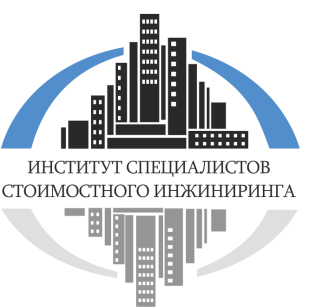 ИНСТИТУТ СПЕЦИАЛИСТОВ
СТОИМОСТНОГО ИНЖИНИРИНГА